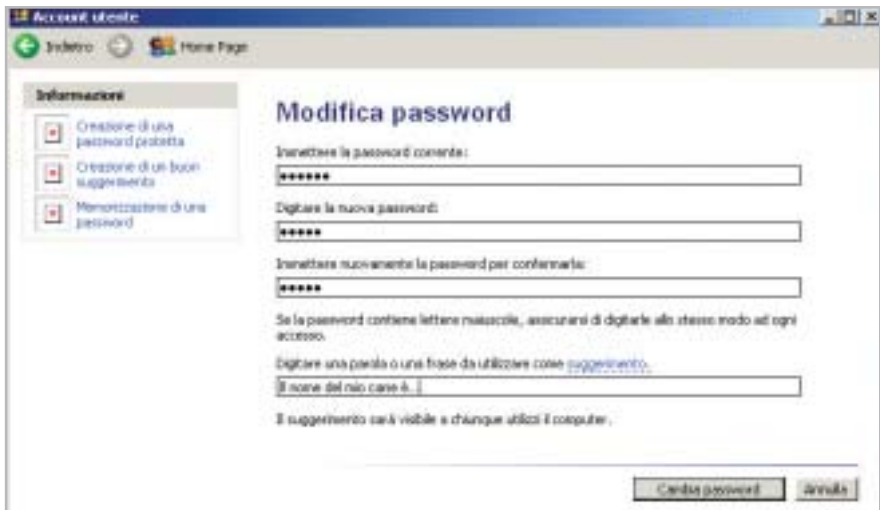 Account utente
Indietro Home Page
Informazioni
Creazione di una
password protetta
Creazione di un buon
suggerimento
Memorizzazione di una
password
Modifica password
Immettere la password corrente:
••••••
Digitare la nuova password:
•••••
Immettere nuovamente la password per confermarla:
•••••
Se la password contiene lettere maiuscole, assicurarsi di digitarle allo stesso modo ad ogni
accesso.
Digitare una parola o una frase da utilizzare come suggerimento.
Il nome del mio cane è...
Il suggerimento sarà visibile a chiunque utilizzi il computer.
Cambia password Annulla